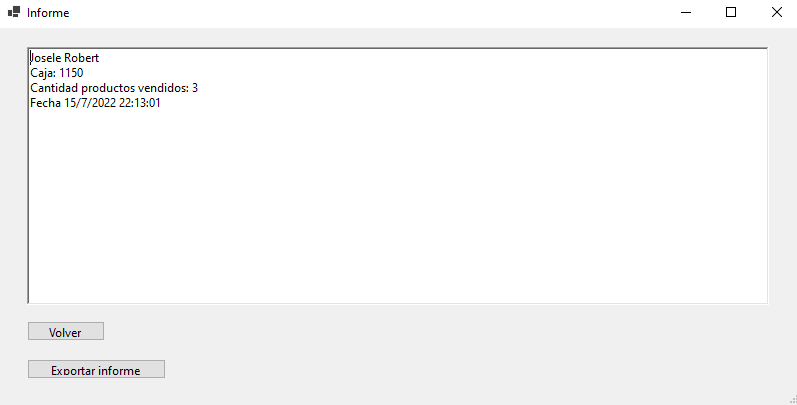 Informe
Josele Robert
Caja: 1150
Cantidad productos vendidos: 3
Fecha 15/7/2022 22:13:01
Volver
Exportar informe